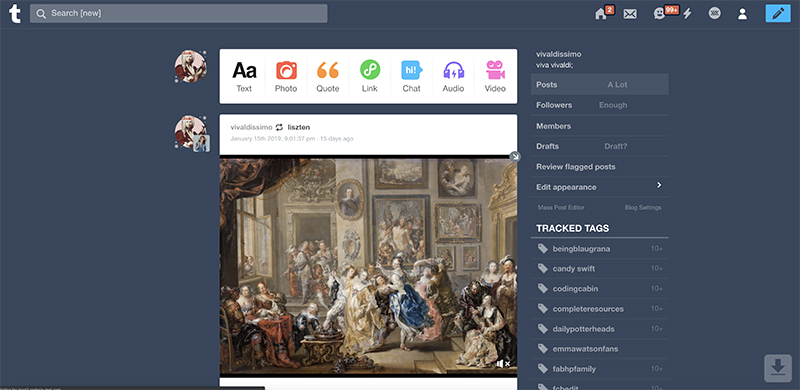 t
Search [new]
2
99+
Aa
Text
Photo
Quote
Link
hi!
Chat
Audio
Video
vivaldissimo liszten
January 15th 2019, 9:01:37 pm · 15 days ago
vivaldissimo
viva vivaldi;
Posts A Lot
Followers Enough
Members
Drafts Draft?
Review flagged posts
Edit appearance
Mass Post Editor Blog Settings
TRACKED TAGS
beingblaugrana 10+
candy swift 10+
codingcabin 10+
completeresources 10+
dailypotterheads 10+
emmawatsonfans
fabhpfamily 10+
fcbedit